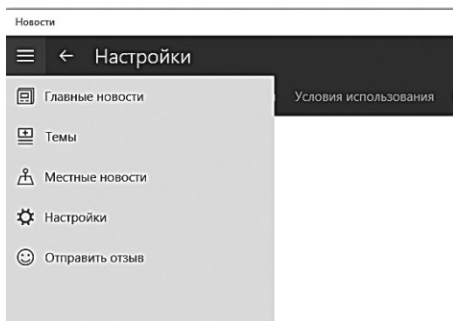 Новости
Настройки
Главные новости
Условия использования
Темы
Местные новости
Настройки
Отправить отзыв